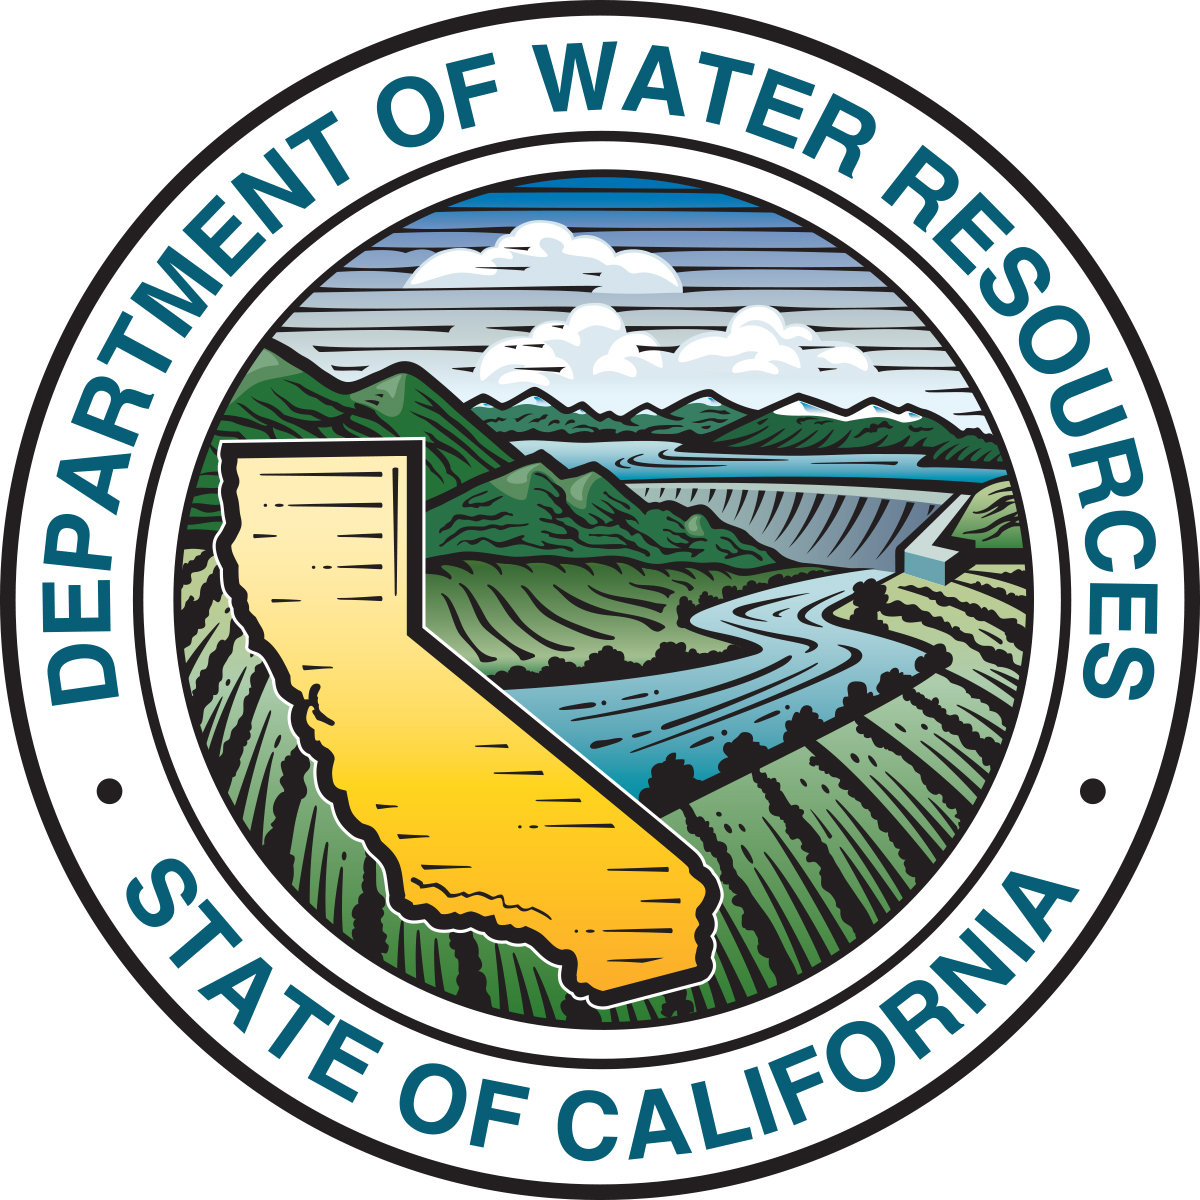 DEPARTMENT OF WATER RESOURCES
STATE OF CALIFORNIA